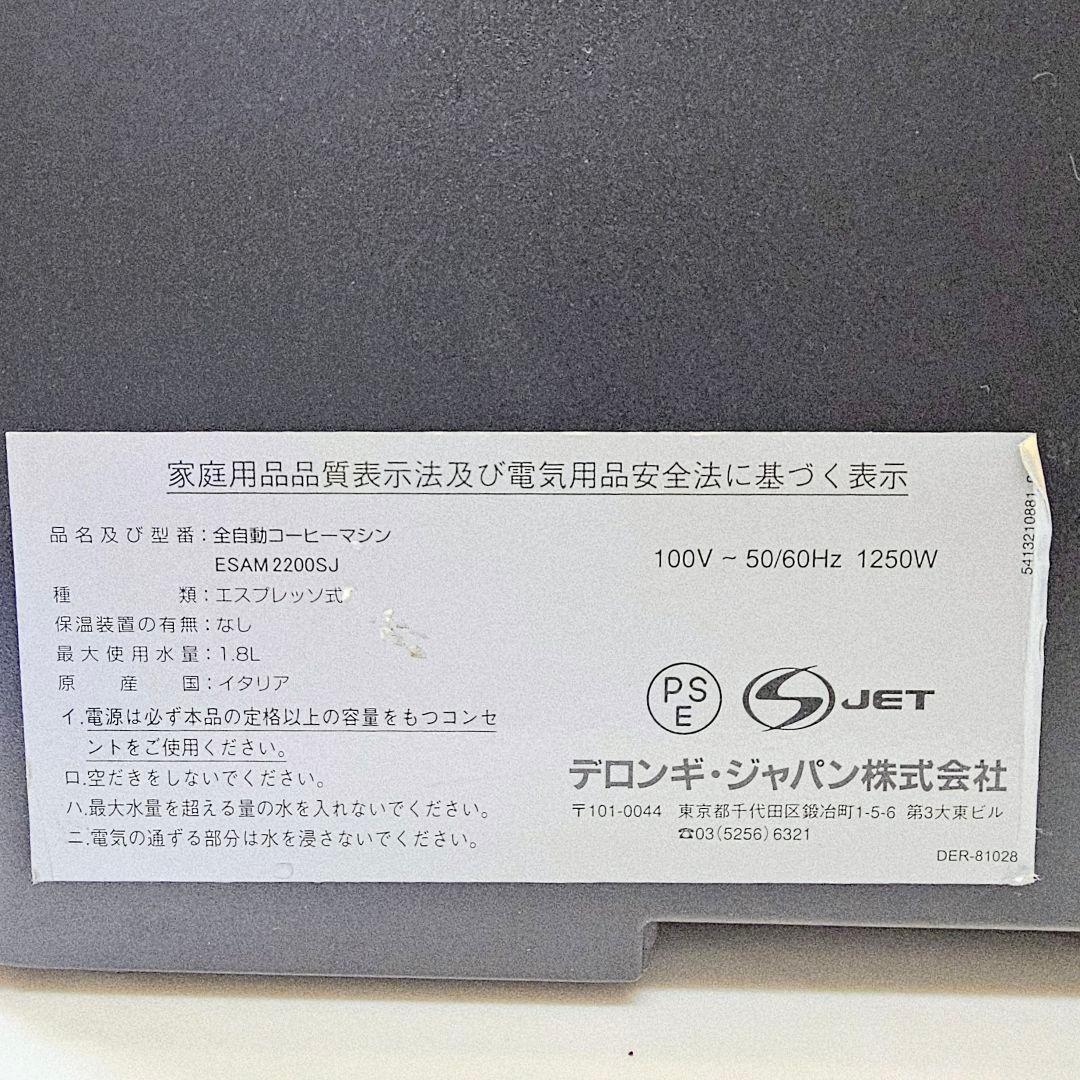 家庭用品品質表示法及び電気用品安全法に基づく表示
品名及び型番：全自動コーヒーマシン
ESAM2200SJ
種類：エスプレッソ式
保温装置の有無：なし
最大使用水量：1.8L
原産国：イタリア
イ.電源は必ず本品の定格以上の容量をもつコンセ
ントをご使用ください。
ロ.空だきをしないでください。
ハ.最大水量を超える量の水を入れないでください。
ニ.電気の通ずる部分は水を浸さないでください。
100V ~ 50/60Hz 1250W
PS
E
S JET
デロンギ・ジャパン株式会社
〒101-0044 東京都千代田区鍛冶町1-5-6 第3大東ビル
☎03(5256)6321
DER-81028
5413210881